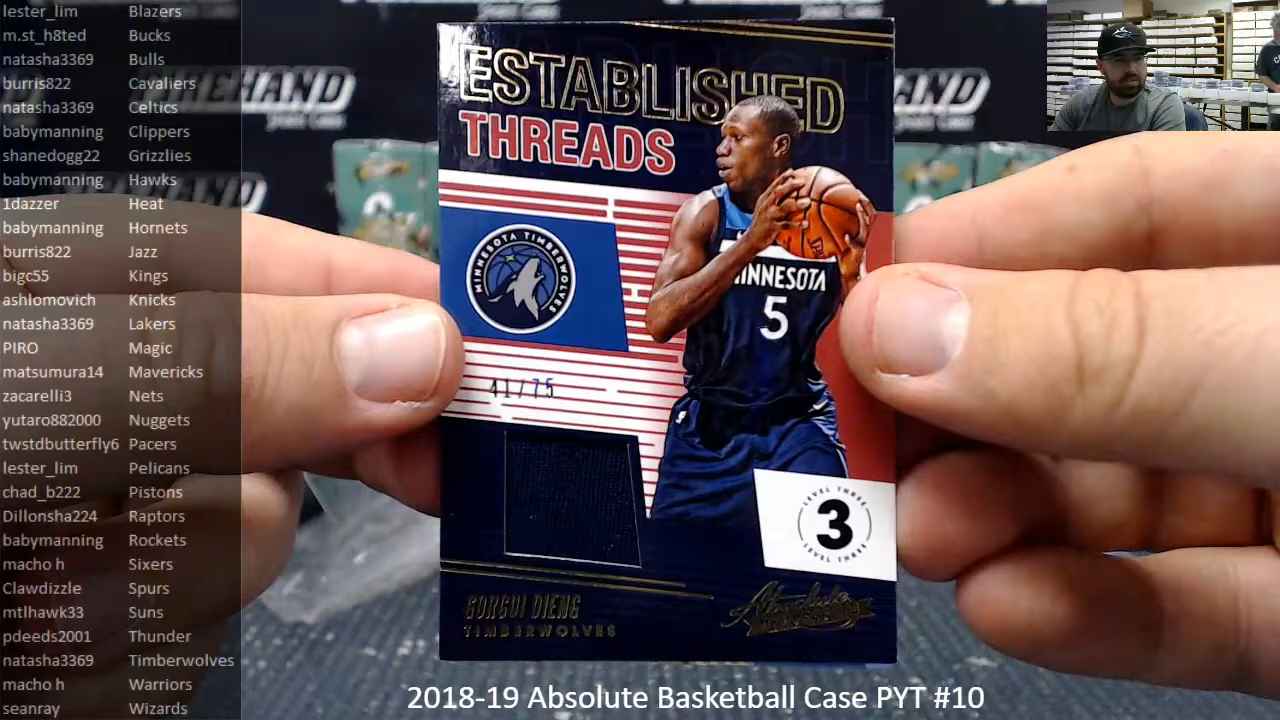 lester_lim Blazers
m.st_h8ted Bucks
natasha3369 Bulls
burris822 Cavaliers
natasha3369 Celtics
babymanning Clippers
shanedogg22 Grizzlies
babymanning Hawks
1dazzer Heat
babymanning Hornets
burris822 Jazz
bigc55 Kings
ashlomovich Knicks
natasha3369 Lakers
PIRO Magic
matsumura14 Mavericks
zacarelli3 Nets
yutaro882000 Nuggets
twstdbutterfly6 Pacers
lester_lim Pelicans
chad_b222 Pistons
Dillonsha224 Raptors
babymanning Rockets
macho h Sixers
Clawdizzle Spurs
mtlhawk33 Suns
pdeeds2001 Thunder
natasha3369 Timberwolves
macho h Warriors
seanray Wizards
ESTABLISHED
THREADS
MINNESOTA TIMBERWOLVES
MINNESOTA
5
41/75
LEVEL THREE
3
LEVEL THREE
GORGUI DIENG
TIMBERWOLVES
Absolute
2018-19 Absolute Basketball Case PYT #10